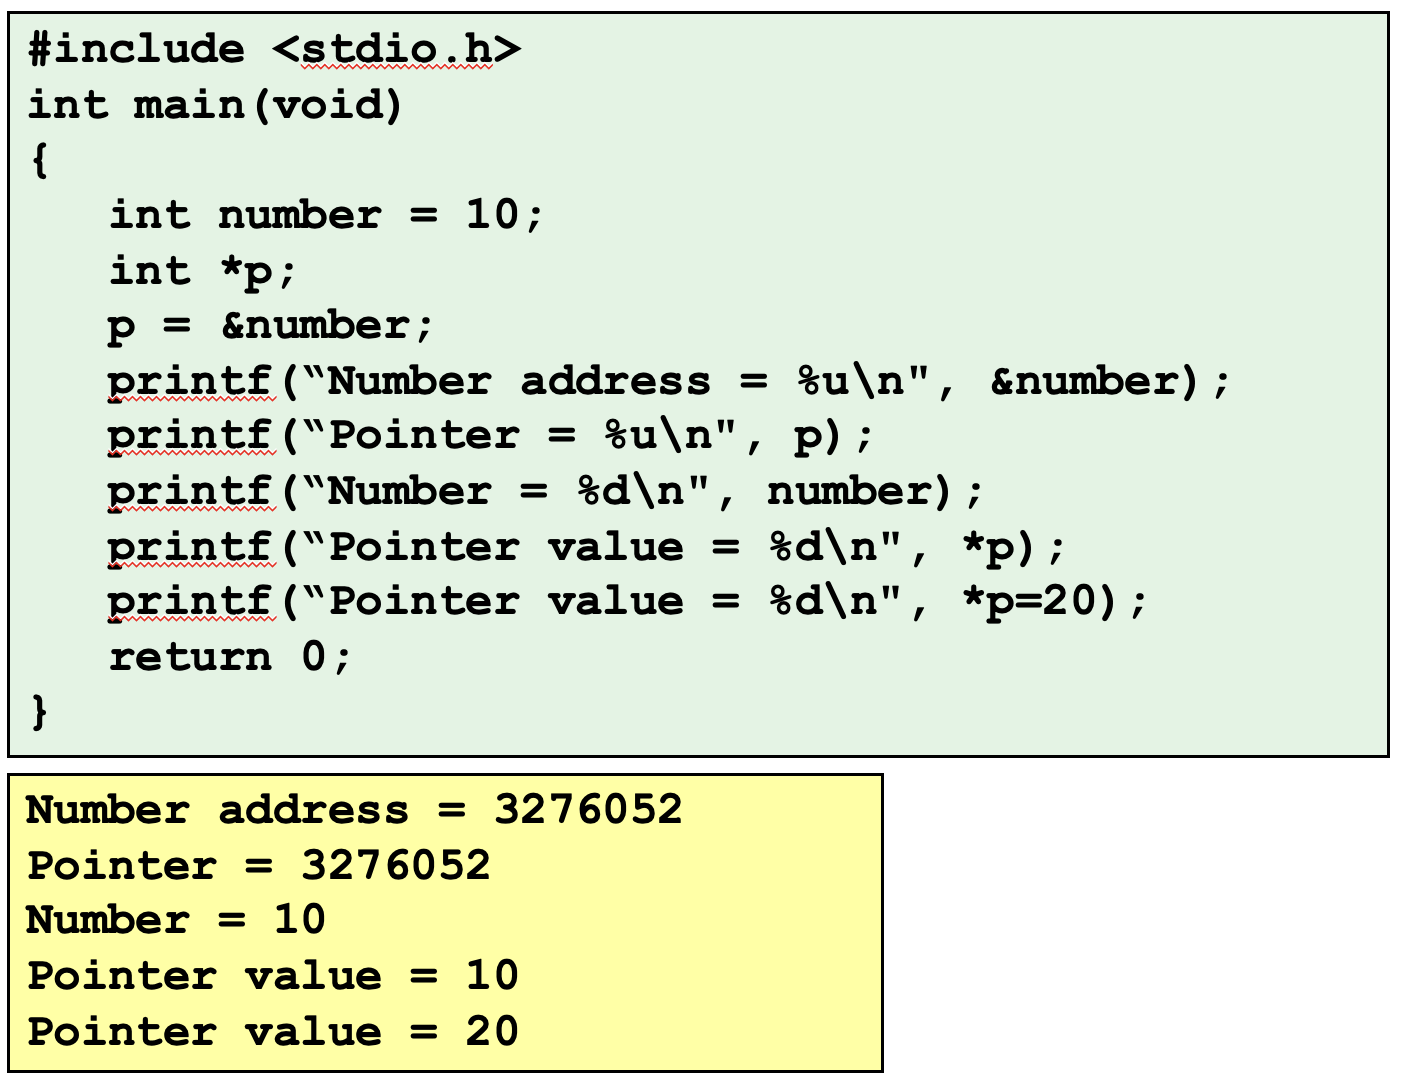 #include <stdio.h>
int main(void)
{
   int number = 10;
   int *p;
   p = &number;
   printf(“Number address = %u\n", &number);
   printf(“Pointer = %u\n", p);
   printf(“Number = %d\n", number);
   printf(“Pointer value = %d\n", *p);
   printf(“Pointer value = %d\n", *p=20);
   return 0;
}
Number address = 3276052
Pointer = 3276052
Number = 10
Pointer value = 10
Pointer value = 20